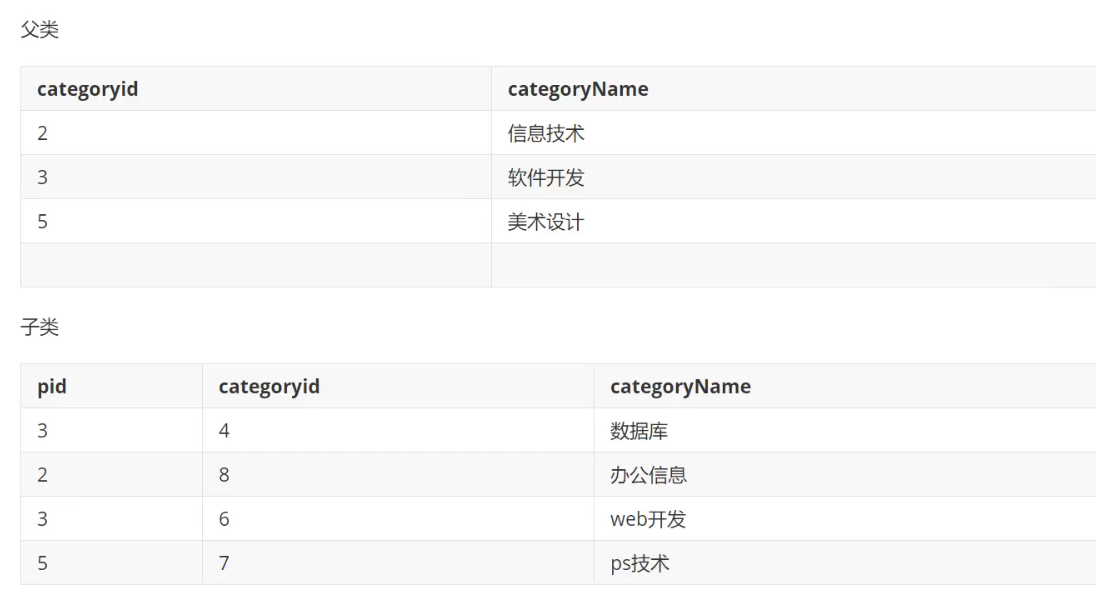 父类
categoryid categoryName
2 信息技术
3 软件开发
5 美术设计
子类
pid categoryid categoryName
3 4 数据库
2 8 办公信息
3 6 web开发
5 7 ps技术